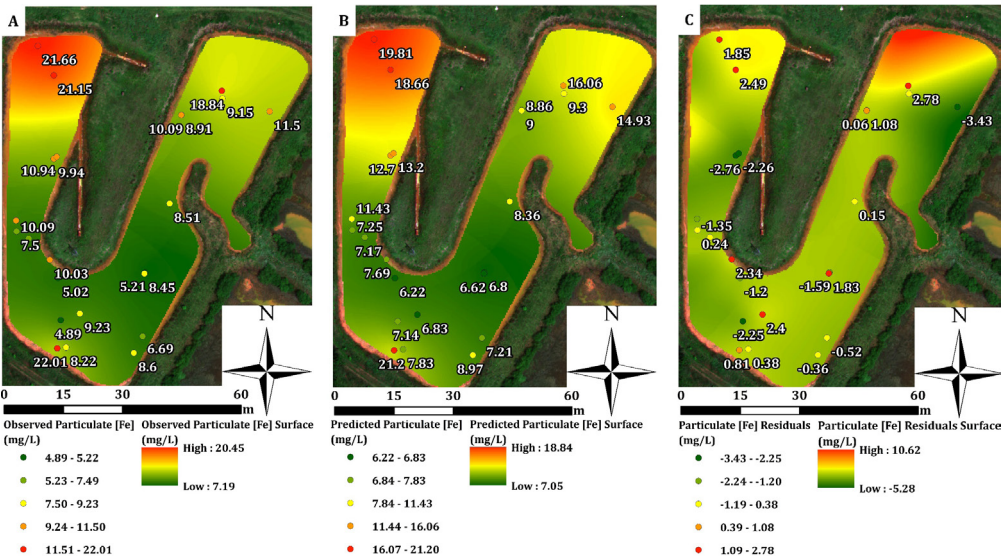 A
21.66
21.15
18.84
9.15
10.09 8.91
11.5
10.94 9.94
8.51
10.09
7.5
10.03
5.02
5.21 8.45
9.23
4.89
22.01 8.22
6.69
8.6
N
0 15 30 60
m
Observed Particulate [Fe]
(mg/L)
4.89 - 5.22
5.23 - 7.49
7.50 - 9.23
9.24 - 11.50
11.51 - 22.01
Observed Particulate [Fe] Surface
(mg/L)
High : 20.45
Low : 7.19
B
19.81
18.66
16.06
8.86
9.3
9
14.93
12.7 13.2
11.43
7.25
8.36
7.17
7.69
6.22
6.62 6.8
6.83
7.14
7.21
21.2 7.83
8.97
N
0 15 30 60
m
Predicted Particulate [Fe]
(mg/L)
6.22 - 6.83
6.84 - 7.83
7.84 - 11.43
11.44 - 16.06
16.07 - 21.20
Predicted Particulate [Fe] Surface
(mg/L)
High : 18.84
Low : 7.05
C
1.85
2.49
2.78
0.06 1.08
-3.43
-2.76 -2.26
0.15
-1.35
0.24
2.34
-1.2
-1.59 1.83
2.4
-2.25
-0.52
0.81 0.38
-0.36
N
0 15 30 60
m
Particulate [Fe] Residuals
(mg/L)
-3.43 - -2.25
-2.24 - -1.20
-1.19 - 0.38
0.39 - 1.08
1.09 - 2.78
Particulate [Fe] Residuals Surface
(mg/L)
High : 10.62
Low : -5.28